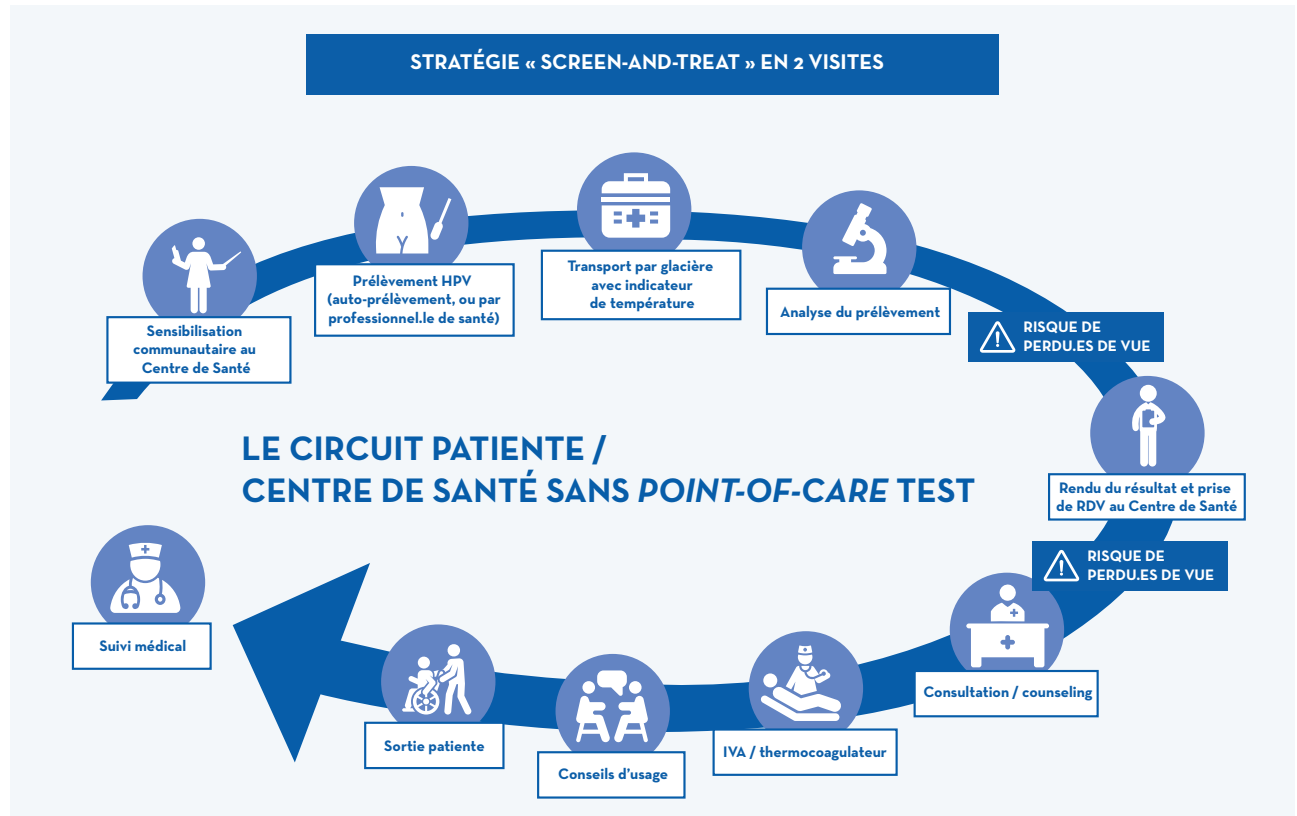 STRATÉGIE « SCREEN-AND-TREAT » EN 2 VISITES
Sensibilisation
communautaire au
Centre de Santé
Prélèvement HPV
(auto-prélèvement, ou par
professionnel.le de santé)
Transport par glacière
avec indicateur
de température
Analyse du prélèvement
RISQUE DE
PERDU.ES DE VUE
Rendu du résultat et prise
de RDV au Centre de Santé
RISQUE DE
PERDU.ES DE VUE
LE CIRCUIT PATIENTE /
CENTRE DE SANTÉ SANS POINT-OF-CARE TEST
Consultation / counseling
IVA / thermocoagulateur
Conseils d’usage
Sortie patiente
Suivi médical